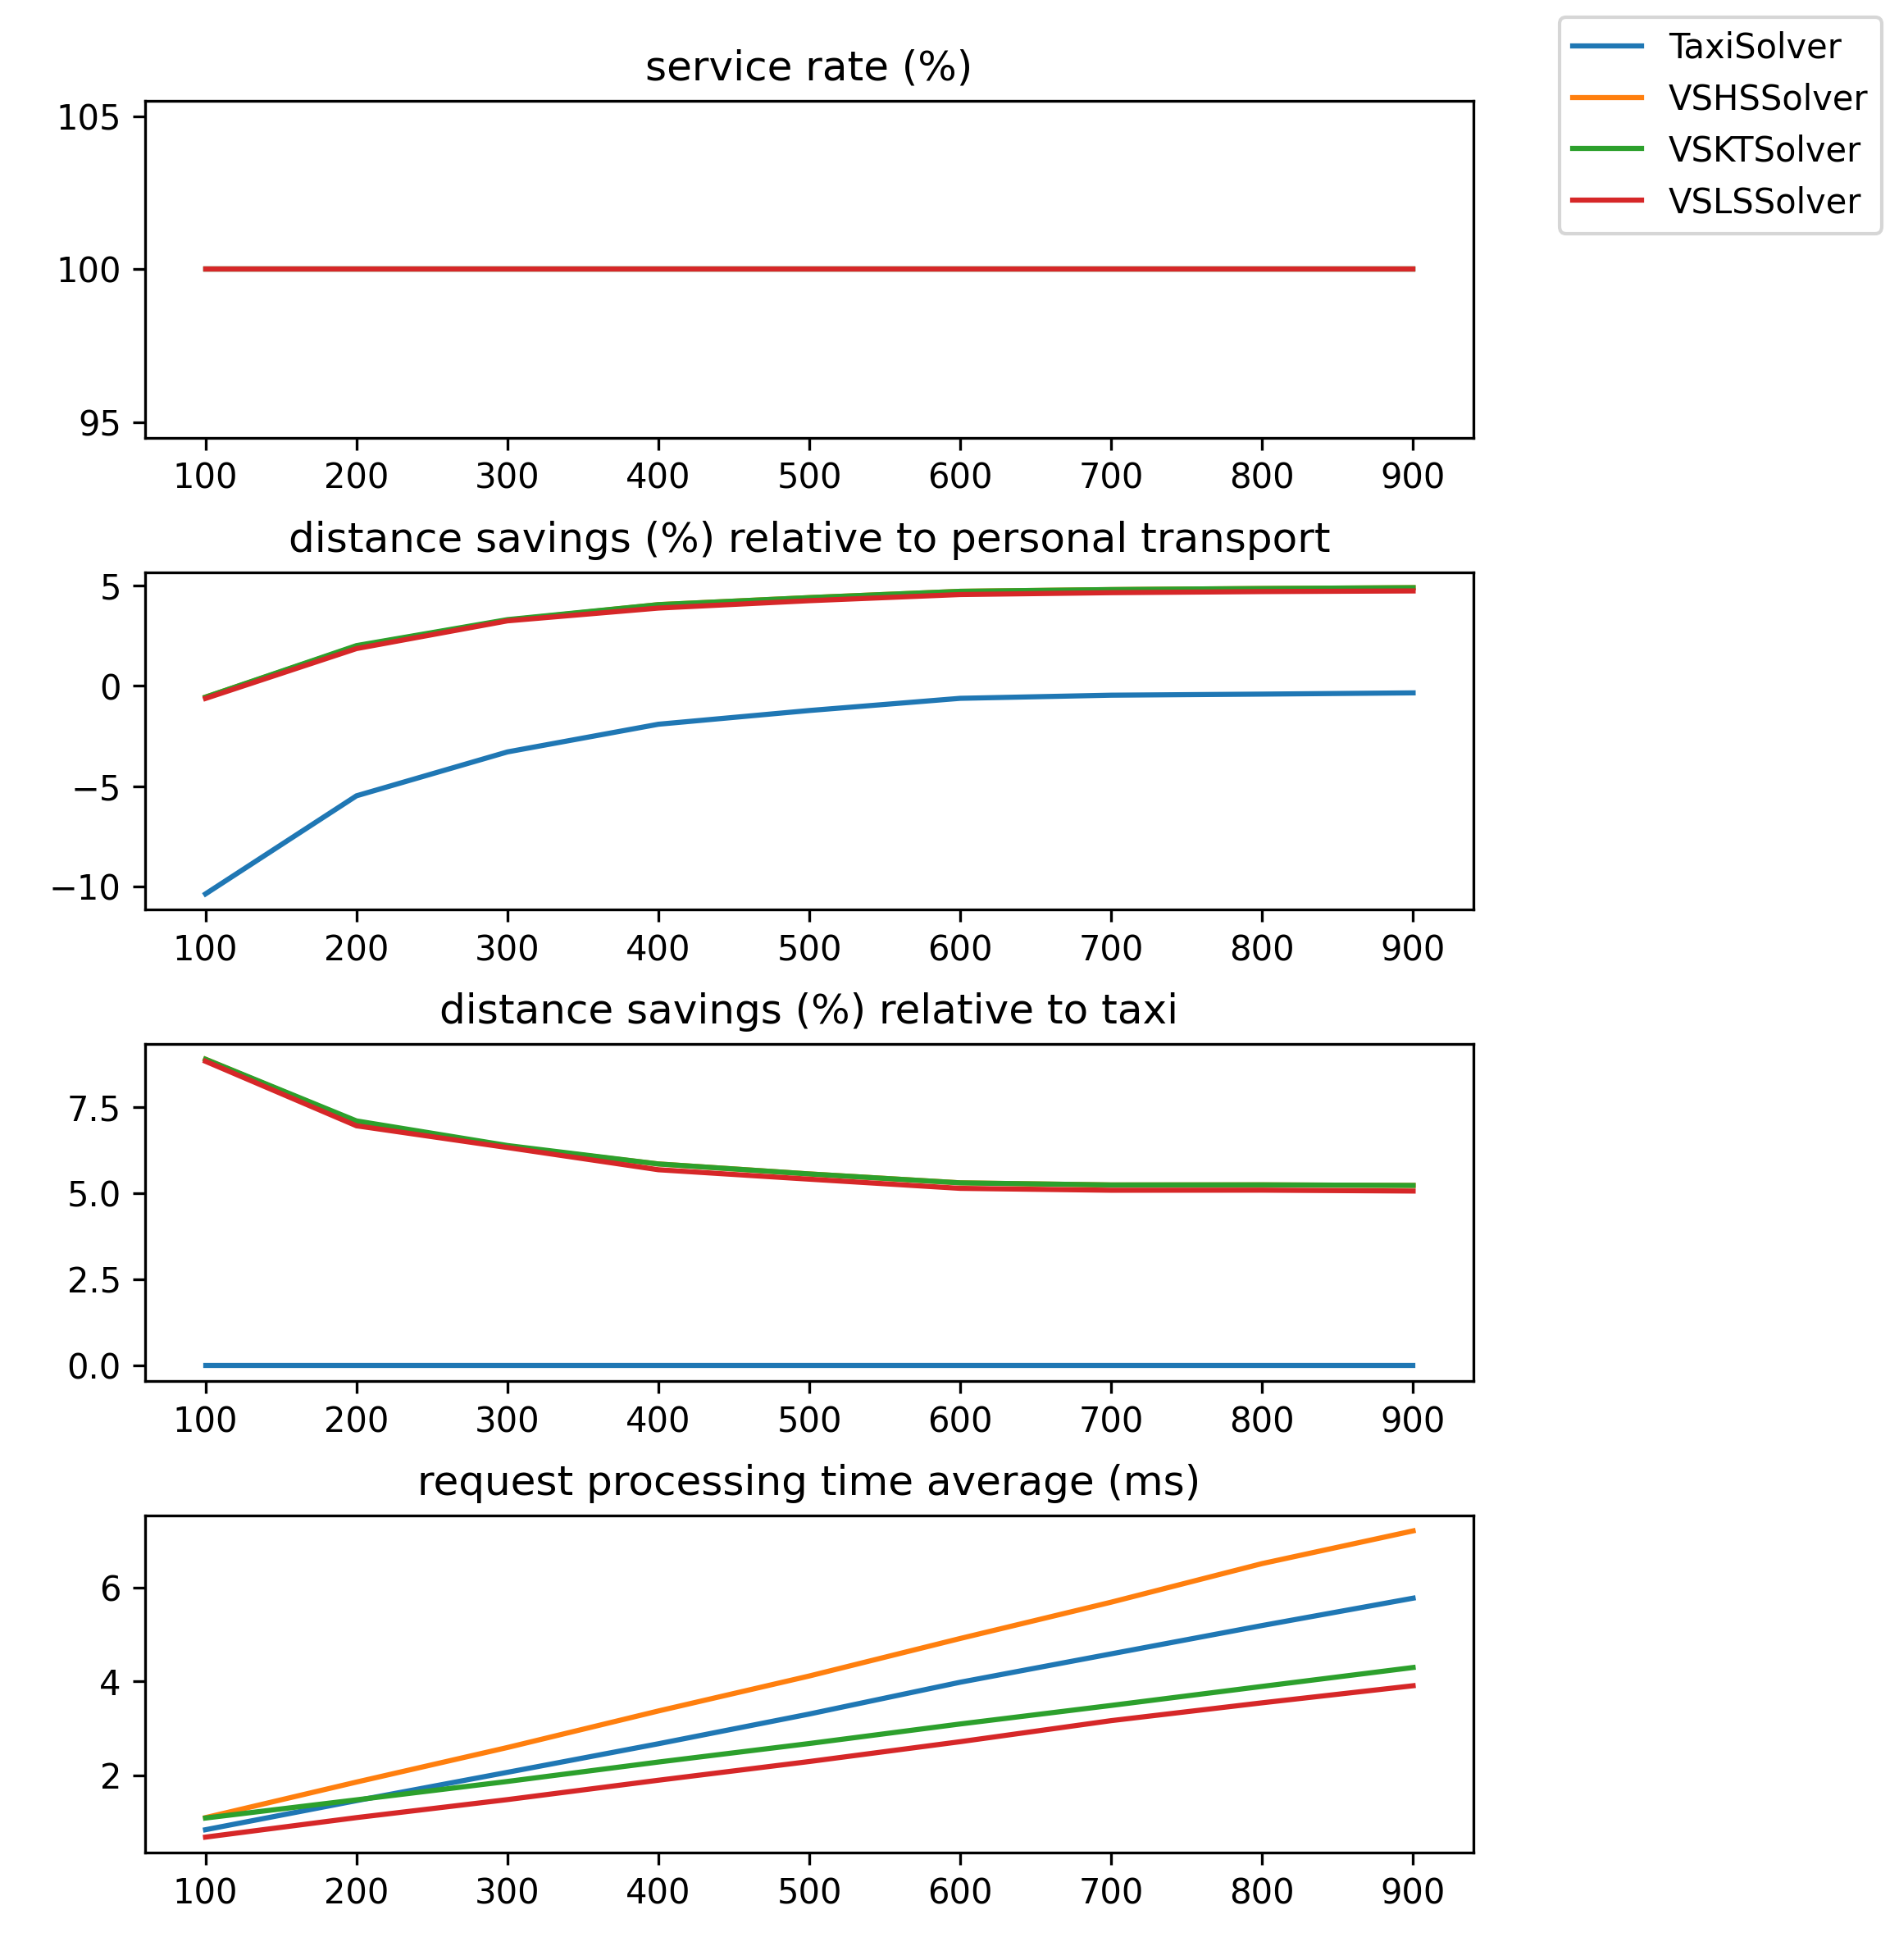 TaxiSolver
VSHSSolver
VSKTSolver
VSLSSolver
service rate (%)
105
100
95
100 200 300 400 500 600 700 800 900
distance savings (%) relative to personal transport
5
0
−5
−10
100 200 300 400 500 600 700 800 900
distance savings (%) relative to taxi
7.5
5.0
2.5
0.0
100 200 300 400 500 600 700 800 900
request processing time average (ms)
6
4
2
100 200 300 400 500 600 700 800 900